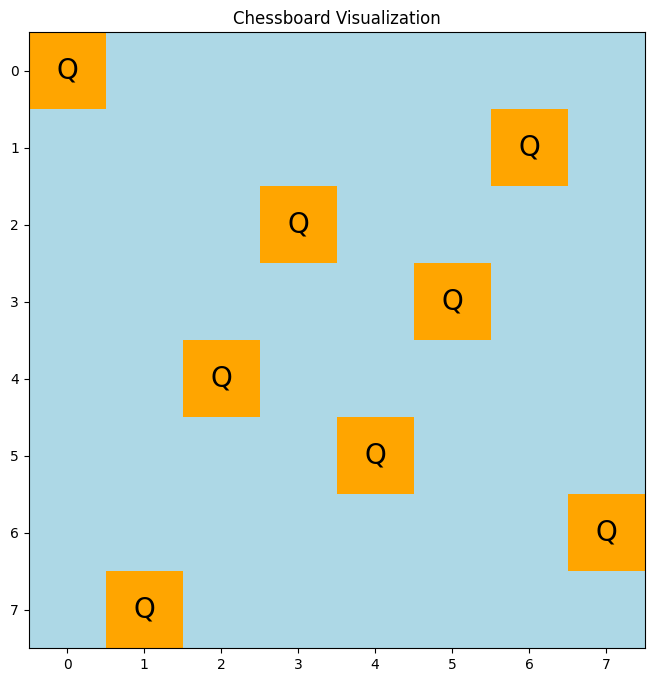 Chessboard Visualization
0 Q
1 Q
2 Q
3 Q
4 Q
5 Q
6 Q
7 Q
0 1 2 3 4 5 6 7